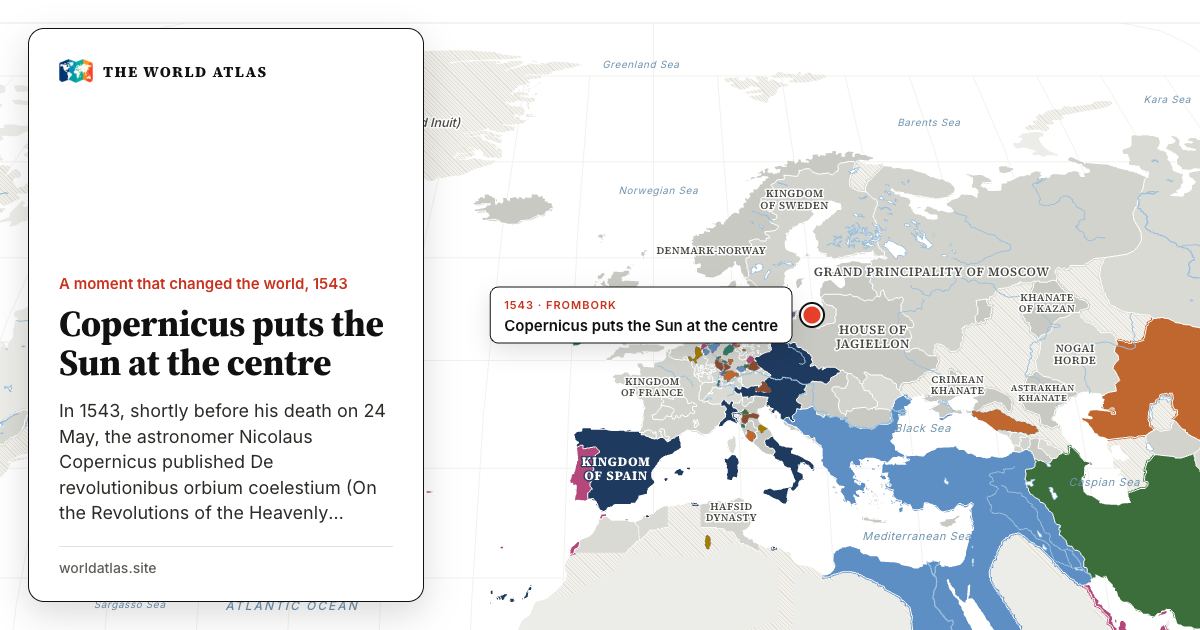 THE WORLD ATLAS
A moment that changed the world, 1543
Copernicus puts the
Sun at the centre
In 1543, shortly before his death on 24
May, the astronomer Nicolaus
Copernicus published De
revolutionibus orbium coelestium (On
the Revolutions of the Heavenly...
worldatlas.site
Sargasso Sea
ATLANTIC OCEAN
Inuit)
Greenland Sea
Kara Sea
Barents Sea
Norwegian Sea
KINGDOM
OF SWEDEN
DENMARK-NORWAY
GRAND PRINCIPALITY OF MOSCOW
1543 · FROMBORK
Copernicus puts the Sun at the centre
KHANATE
OF KAZAN
HOUSE OF
JAGIELLON
NOGAI
HORDE
KINGDOM
OF FRANCE
CRIMEAN
KHANATE
ASTRAKHAN
KHANATE
Black Sea
KINGDOM
OF SPAIN
Caspian Sea
HAFSID
DYNASTY
Mediterranean Sea